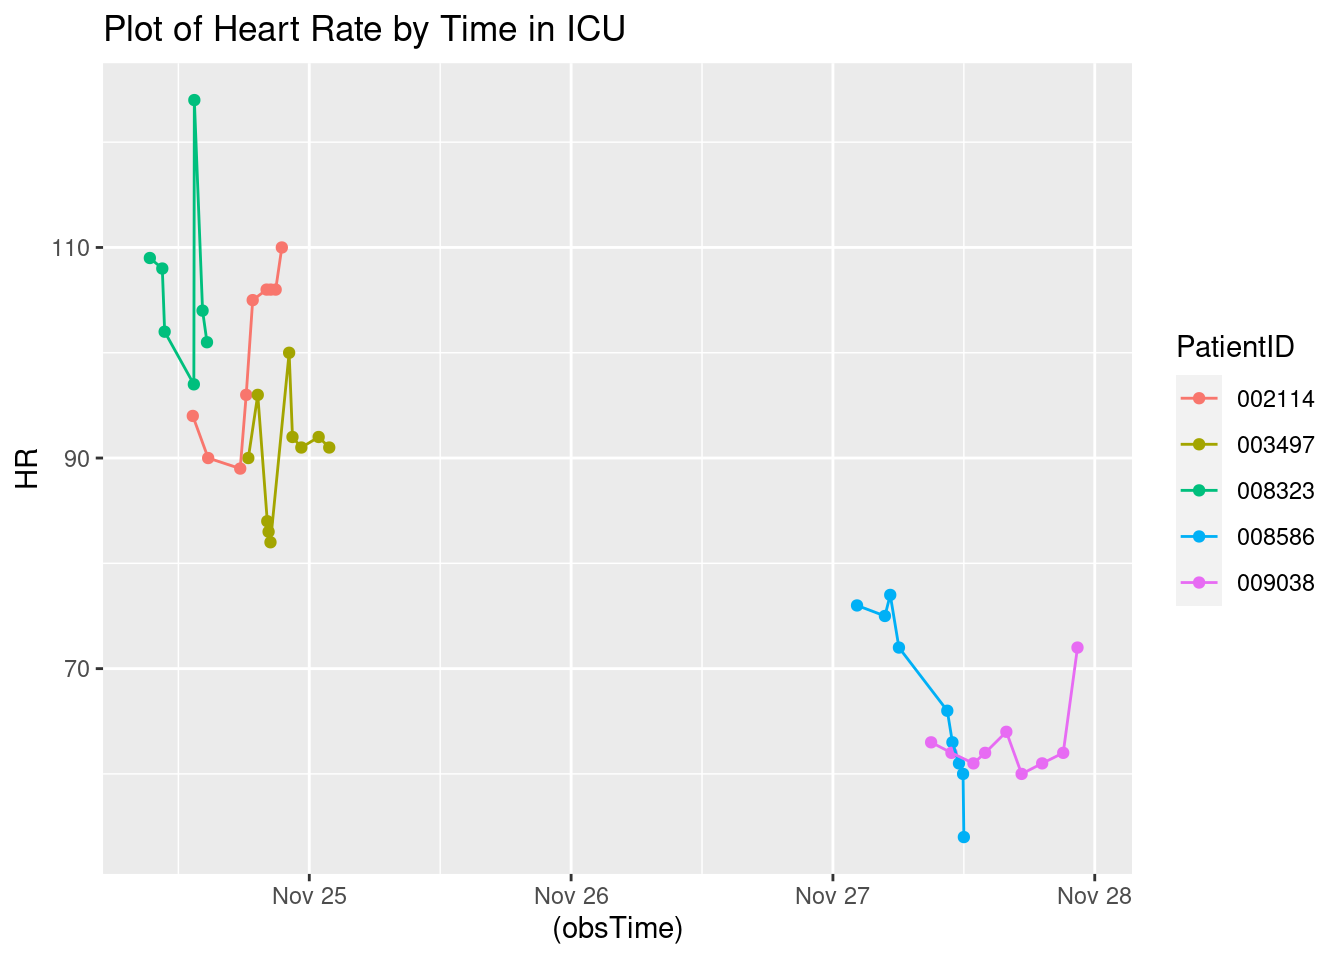 Plot of Heart Rate by Time in ICU
HR
110
90
70
Nov 25
Nov 26
Nov 27
Nov 28
(obsTime)
PatientID
002114
003497
008323
008586
009038